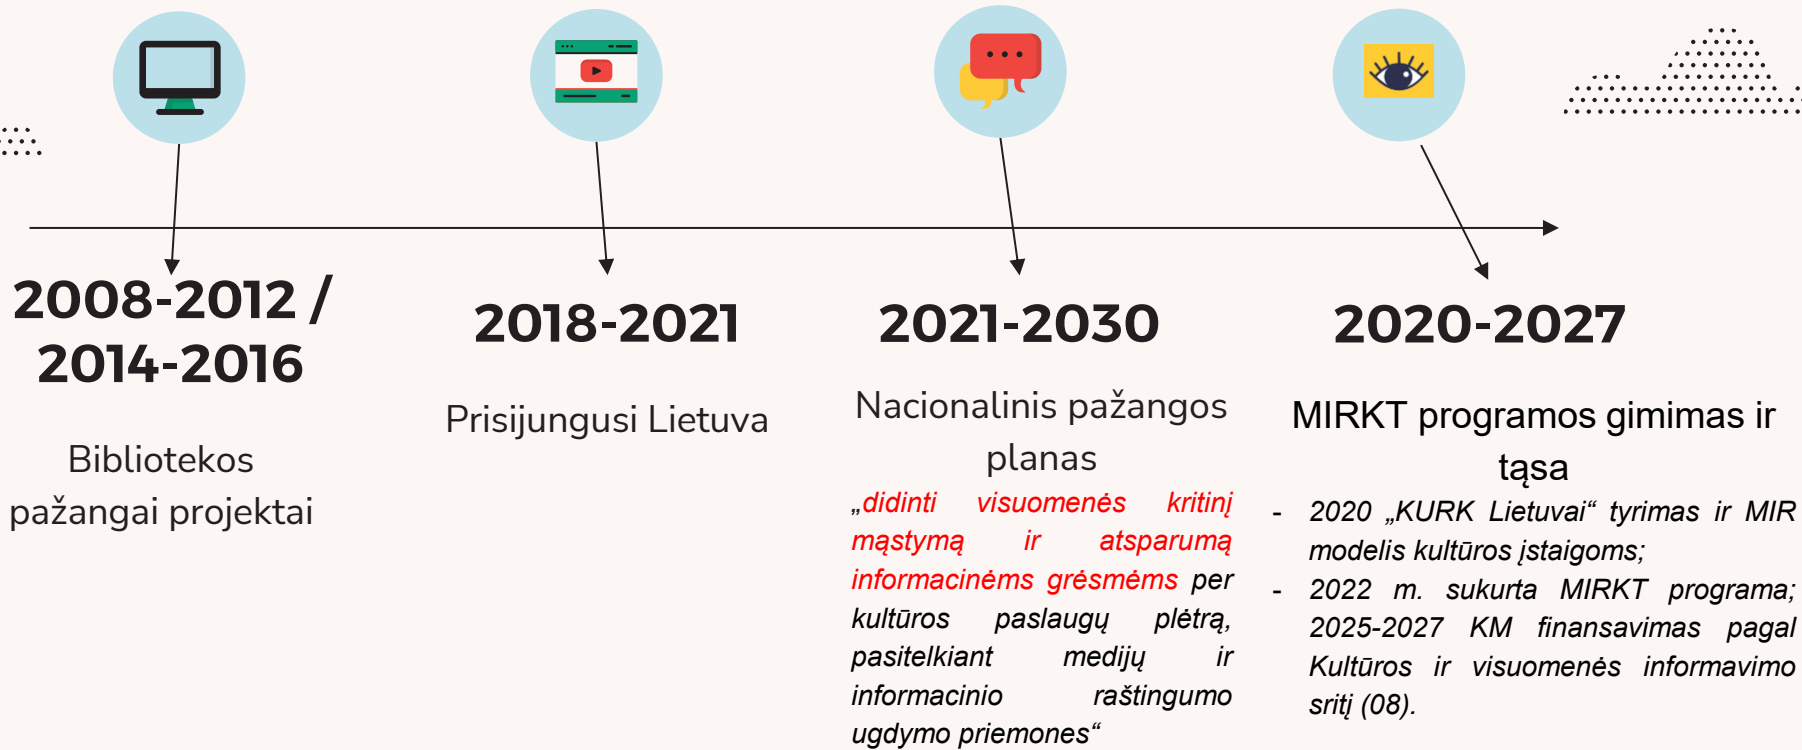 2008-2012 /
2014-2016
Bibliotekos
pažangai projektai
2018-2021
Prisijungusi Lietuva
2021-2030
Nacionalinis pažangos
planas
„didinti visuomenės kritinį
mąstymą ir atsparumą
informacinėms grėsmėms per
kultūros paslaugų plėtrą,
pasitelkiant medijų ir
informacinio raštingumo
ugdymo priemones“
2020-2027
MIRKT programos gimimas ir
tąsa
- 2020 „KURK Lietuvai“ tyrimas ir MIR
modelis kultūros įstaigoms;
- 2022 m. sukurta MIRKT programa;
2025-2027 KM finansavimas pagal
Kultūros ir visuomenės informavimo
sritį (08).